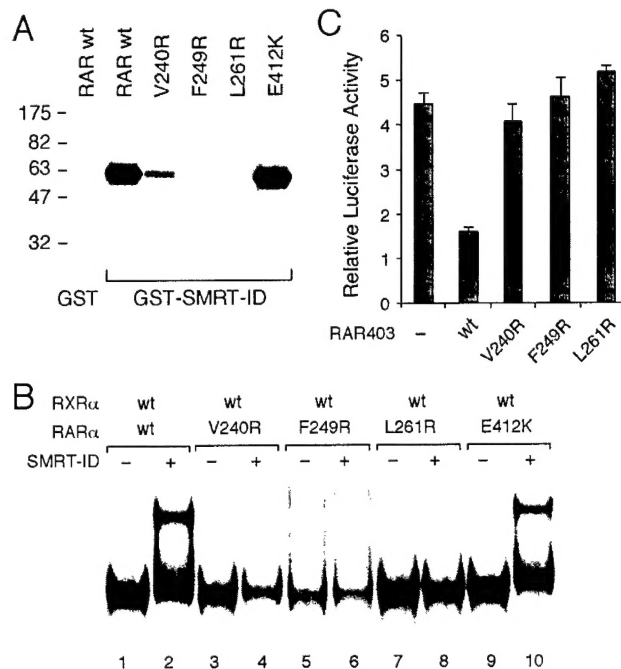 A
RAR wt
RAR wt
V240R
F249R
L261R
E412K
175 –
82 –
63 –
47 –
32 –
GST
GST-SMRT-ID
C
Relative Luciferase Activity
6
5
4
3
2
1
0
RAR403
–
wt
V240R
F249R
L261R
B
RXRα wt wt wt wt wt
RARα wt V240R F249R L261R E412K
SMRT-ID – + – + – + – + – +
1 2 3 4 5 6 7 8 9 10